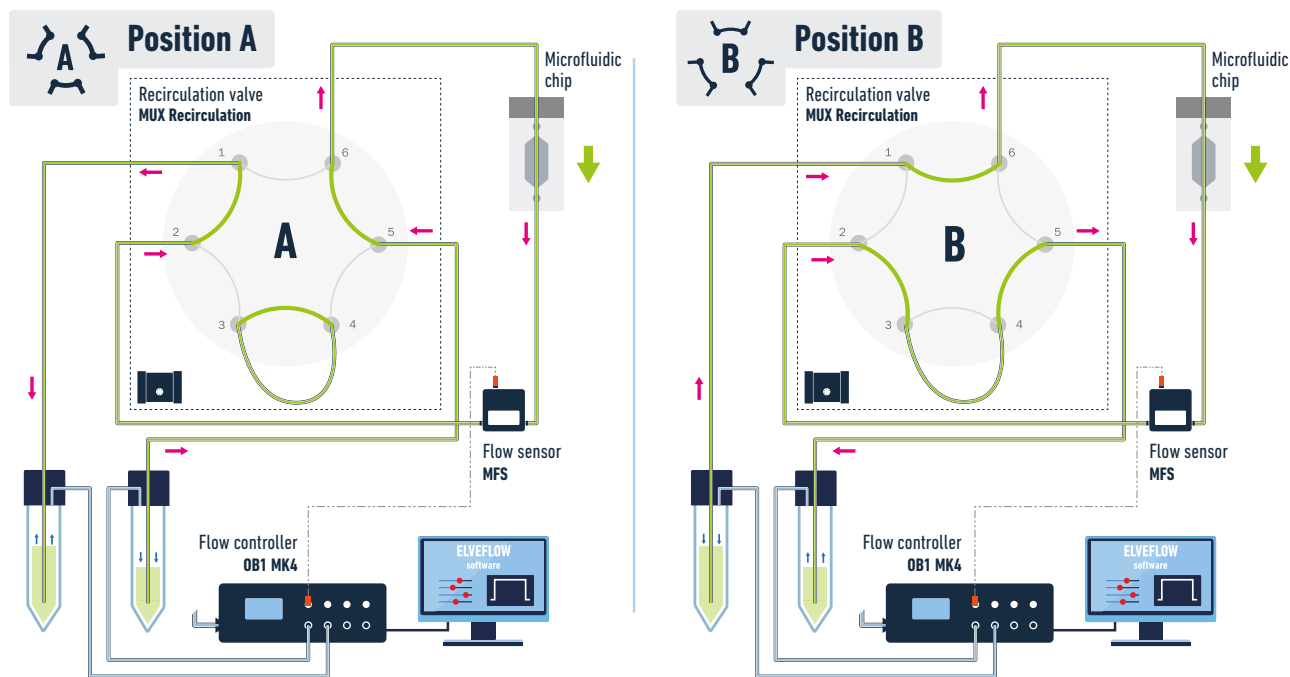 A
Position A
Recirculation valve
MUX Recirculation
Microfluidic
chip
1
6
2
5
A
3
4
Flow sensor
MFS
Flow controller
OB1 MK4
ELVEFLOW
software
B
Position B
Recirculation valve
MUX Recirculation
Microfluidic
chip
1
6
2
5
B
3
4
Flow sensor
MFS
Flow controller
OB1 MK4
ELVEFLOW
software